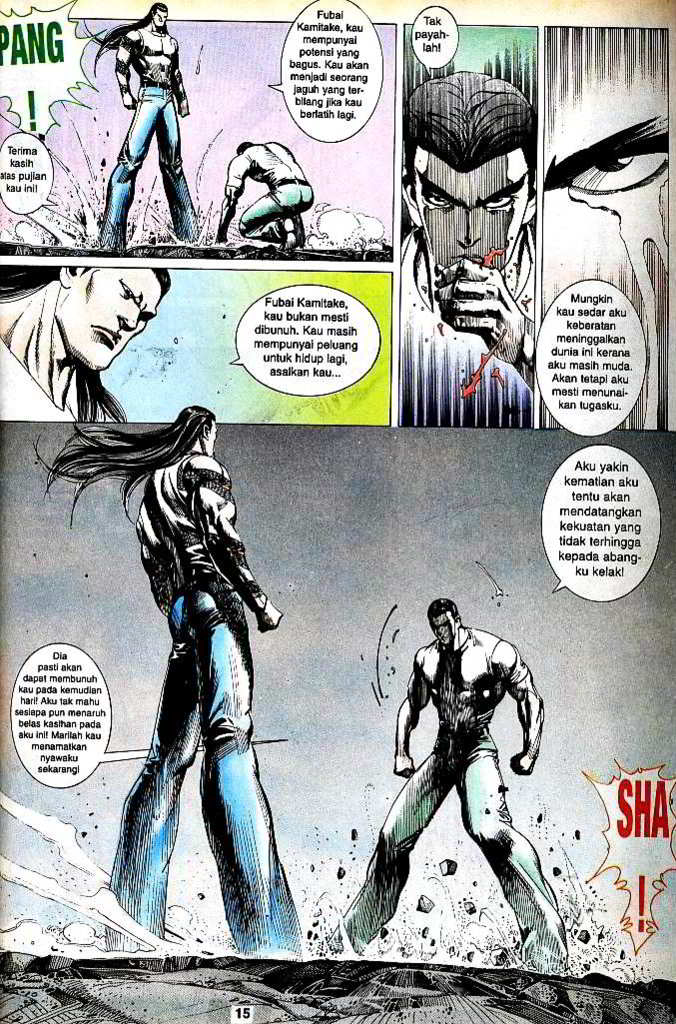 PANG
!
Fubai
Kamitake, kau
mempunyai
potensi yang
bagus. Kau akan
menjadi seorang
jaguh yang ter-
bilang jika kau
berlatih lagi.
Terima
kasih
atas pujian
kau ini!
Tak
payah-
lah!
Fubai Kamitake,
kau bukan mesti
dibunuh. Kau masih
mempunyai peluang
untuk hidup lagi,
asalkan kau...
Mungkin
kau sedar aku
keberatan
meninggalkan
dunia ini kerana
aku masih muda.
Akan tetapi aku
mesti menunai-
kan tugasku.
Aku yakin
kematian aku
tentu akan
mendatangkan
kekuatan yang
tidak terhingga
kepada abang-
ku kelak!
Dia
pasti akan
dapat membunuh
kau pada kemudian
hari! Aku tak mahu
sesiapa pun menaruh
belas kasihan pada
aku ini! Marilah kau
menamatkan
nyawaku
sekarang!
SHA
!
15